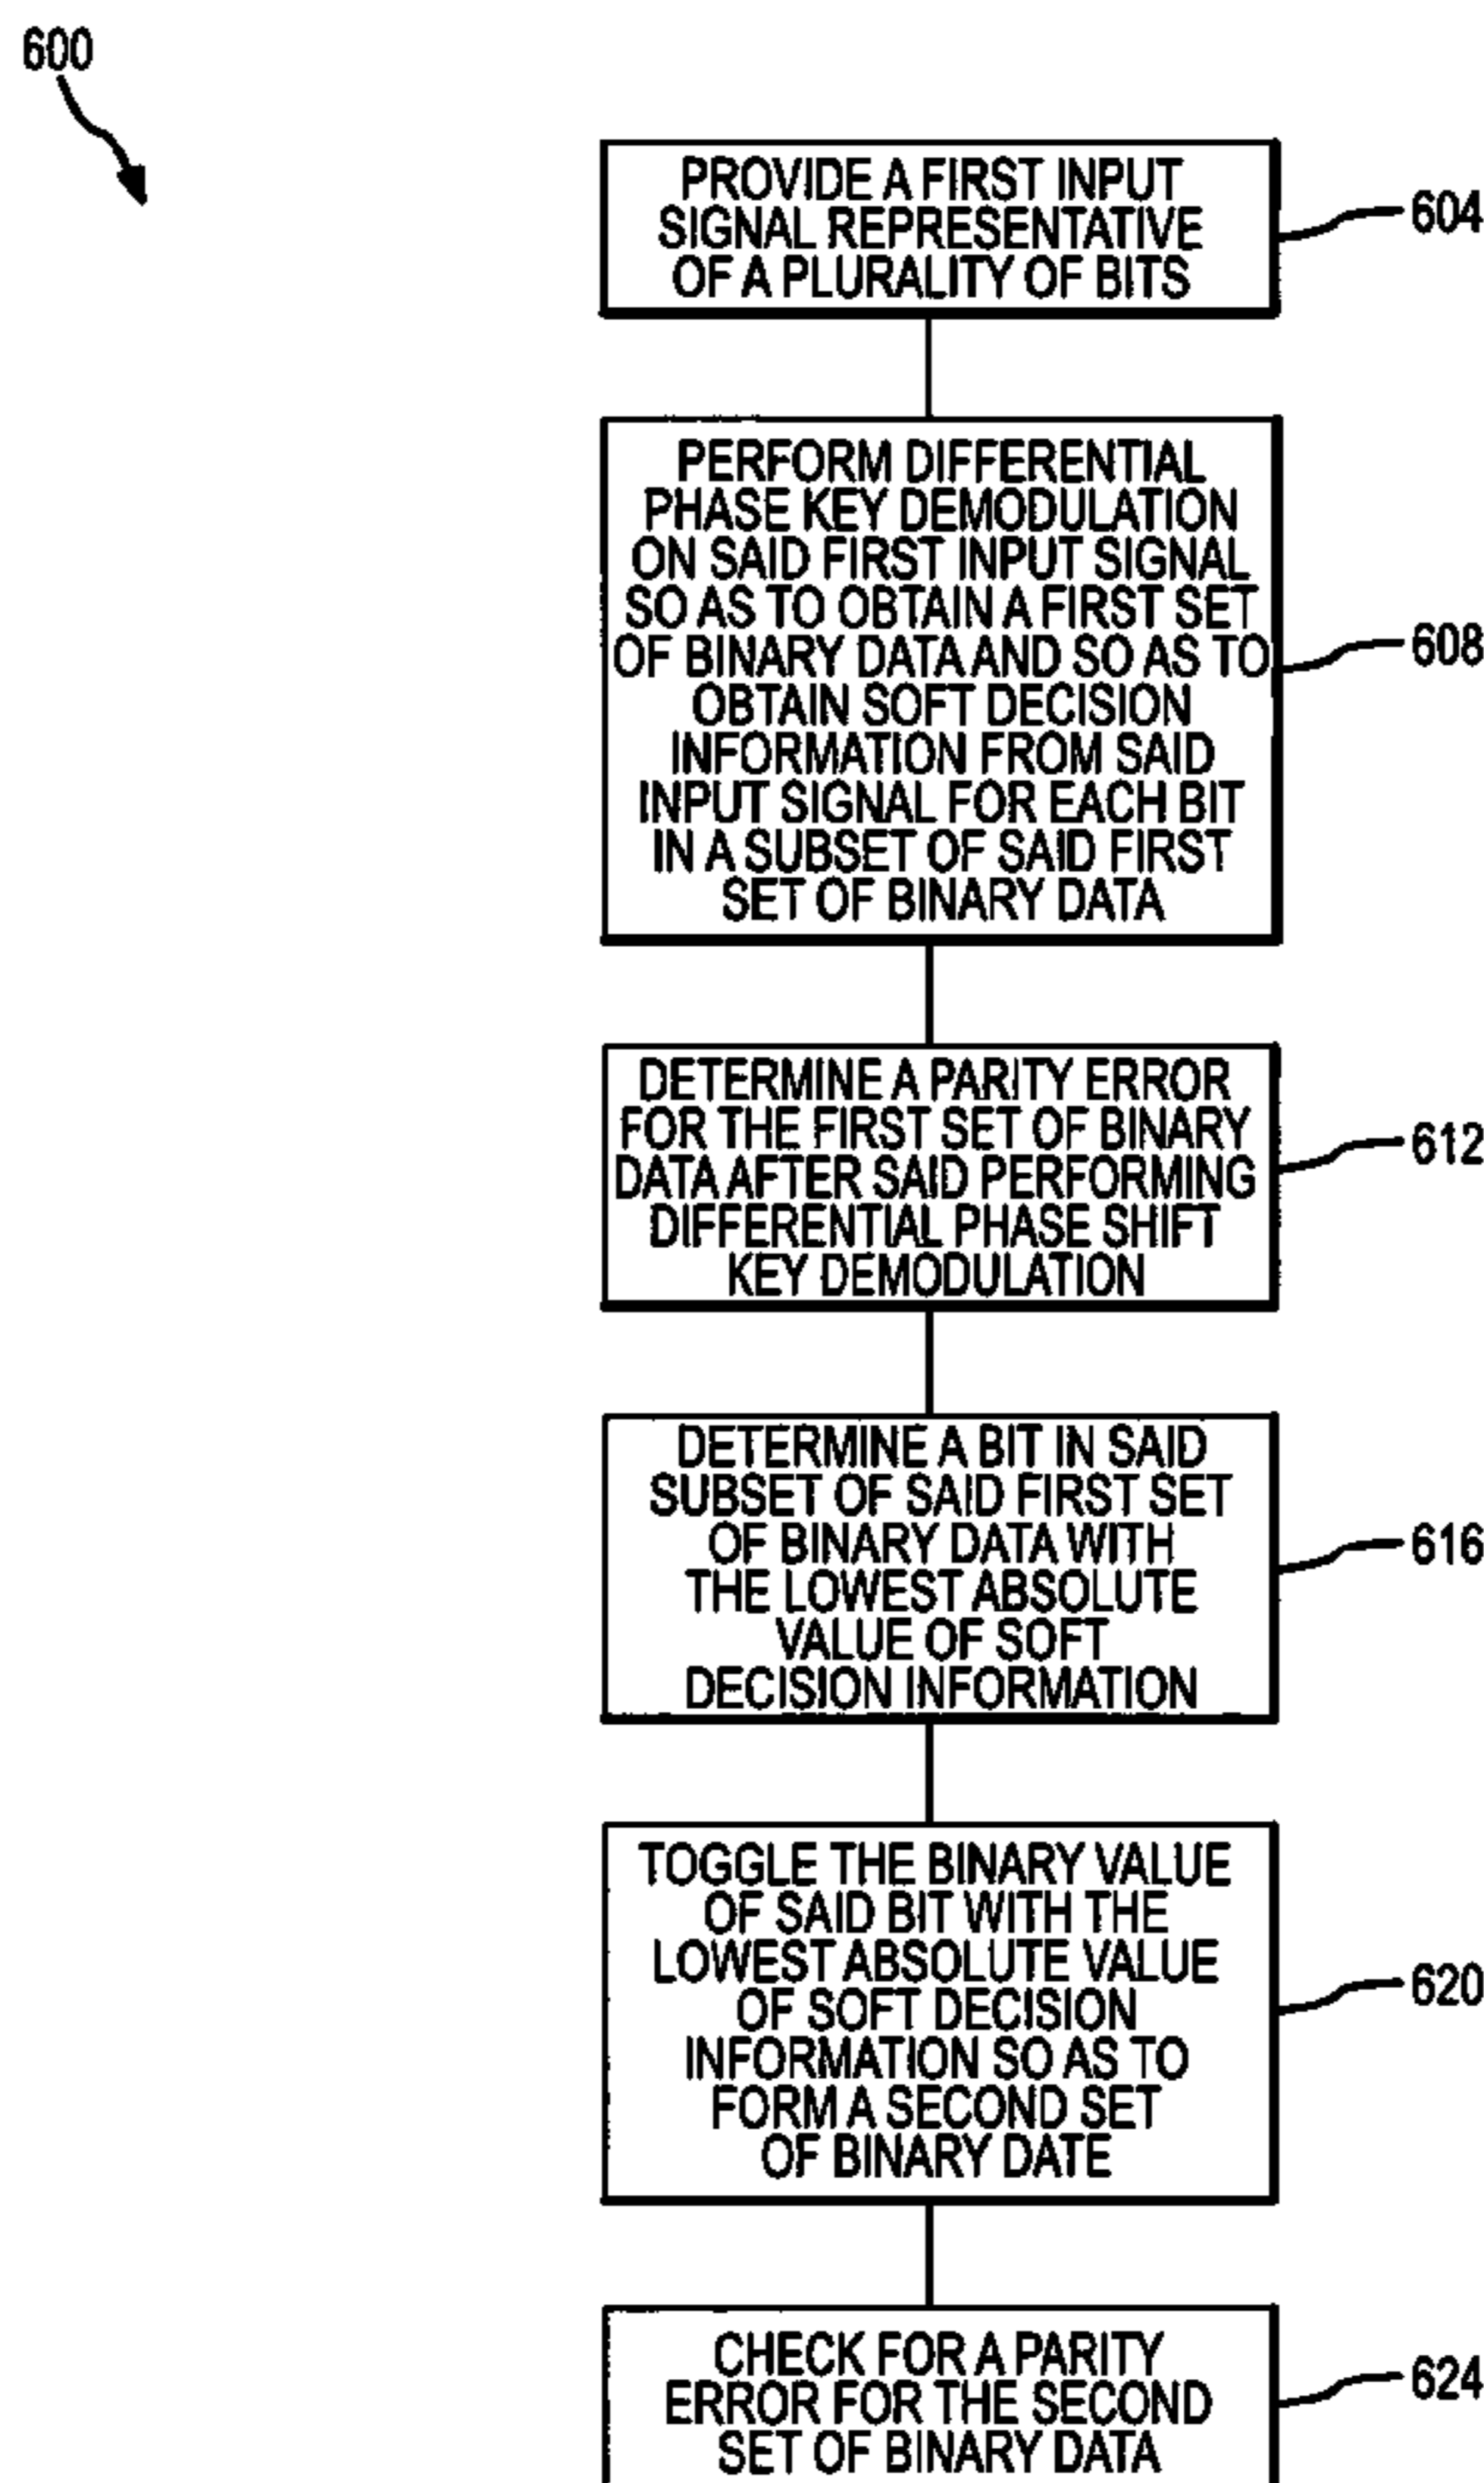 600
PROVIDE A FIRST INPUT
SIGNAL REPRESENTATIVE
OF A PLURALITY OF BITS
604
PERFORM DIFFERENTIAL
PHASE KEY DEMODULATION
ON SAID FIRST INPUT SIGNAL
SO AS TO OBTAIN A FIRST SET
OF BINARY DATA AND SO AS TO
OBTAIN SOFT DECISION
INFORMATION FROM SAID
INPUT SIGNAL FOR EACH BIT
IN A SUBSET OF SAID FIRST
SET OF BINARY DATA
608
DETERMINE A PARITY ERROR
FOR THE FIRST SET OF BINARY
DATA AFTER SAID PERFORMING
DIFFERENTIAL PHASE SHIFT
KEY DEMODULATION
612
DETERMINE A BIT IN SAID
SUBSET OF SAID FIRST SET
OF BINARY DATA WITH
THE LOWEST ABSOLUTE
VALUE OF SOFT
DECISION INFORMATION
616
TOGGLE THE BINARY VALUE
OF SAID BIT WITH THE
LOWEST ABSOLUTE VALUE
OF SOFT DECISION
INFORMATION SO AS TO
FORM A SECOND SET
OF BINARY DATE
620
CHECK FOR A PARITY
ERROR FOR THE SECOND
SET OF BINARY DATA
624